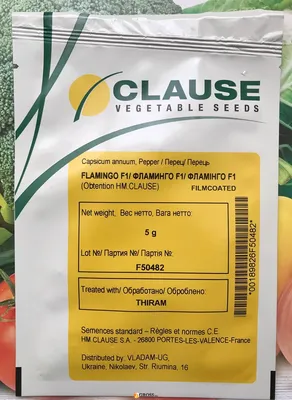 CLAUSE
VEGETABLE SEEDS
Capsicum annuum, Pepper / Перец/ Перець
FLAMINGO F1/ ФЛАМИНГО F1/ ФЛАМІНГО F1
(Obtention HM.CLAUSE) FILMCOATED
Net weight, Вес нетто, Вага нетто:
5 g
Lot №/ Партия №/ Партія №:
F50482
Treated with/ Обработано/ Оброблено:
THIRAM
Semences standard – Règles et normes C.E.
HM.CLAUSE S.A. - 26800 PORTES-LES-VALENCE-France
Distributed by: VLADAM-UG,
Ukraine, Nikolaev, Str. Riumina, 16
*00189826F50482*